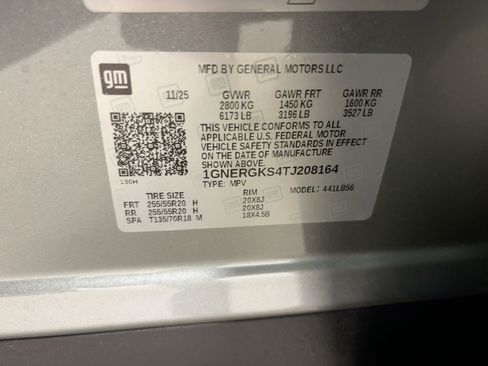 gm
MFD BY GENERAL MOTORS LLC
11/25 GVWR GAWR FRT GAWR RR
2800 KG 1450 KG 1600 KG
6173 LB 3196 LB 3527 LB
THIS VEHICLE CONFORMS TO ALL
APPLICABLE U.S. FEDERAL MOTOR
VEHICLE SAFETY STANDARDS IN EFFECT
ON THE DATE OF MANUFACTURE SHOWN ABOVE.
1GNERGKS4TJ208164
TYPE: MPV MODEL: 441LB56
TIRE SIZE RIM
FRT 255/55R20 H 20X8J
RR 255/55R20 H 20X8J
SPA T135/70R18 M 18X4.5B